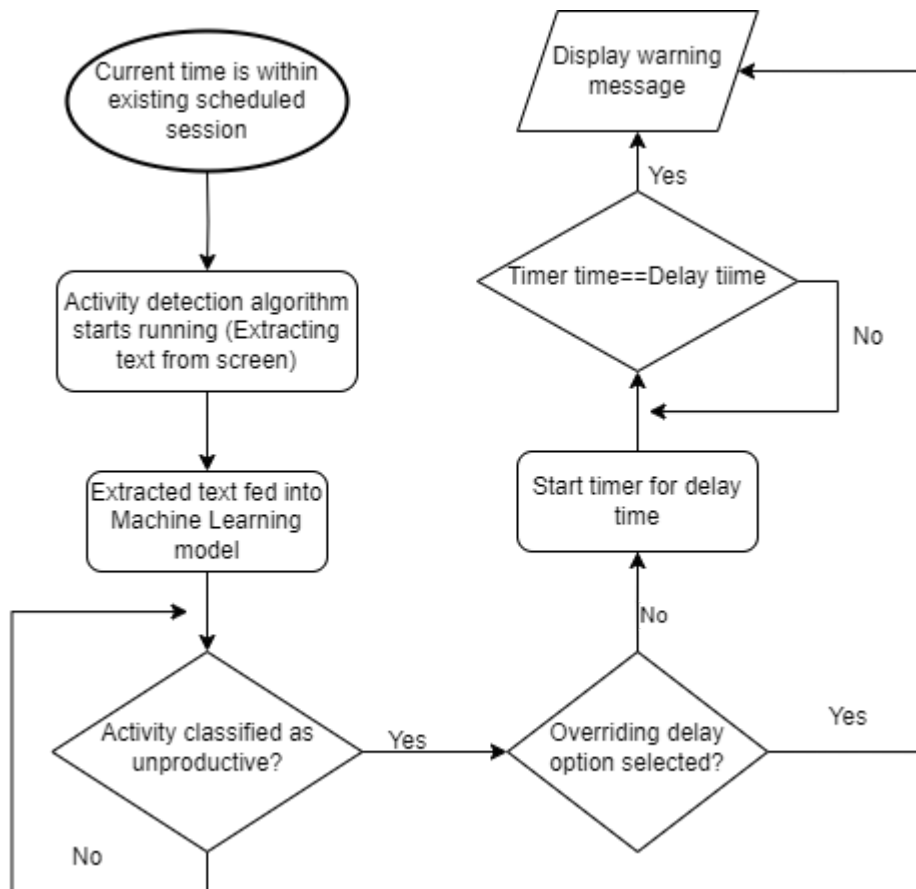 Current time is within
existing scheduled
session
Activity detection algorithm
starts running (Extracting
text from screen)
Extracted text fed into
Machine Learning
model
Activity classified as
unproductive?
No
Yes
Overriding delay
option selected?
Yes
No
Start timer for delay
time
Timer time==Delay tiime
No
Yes
Display warning
message